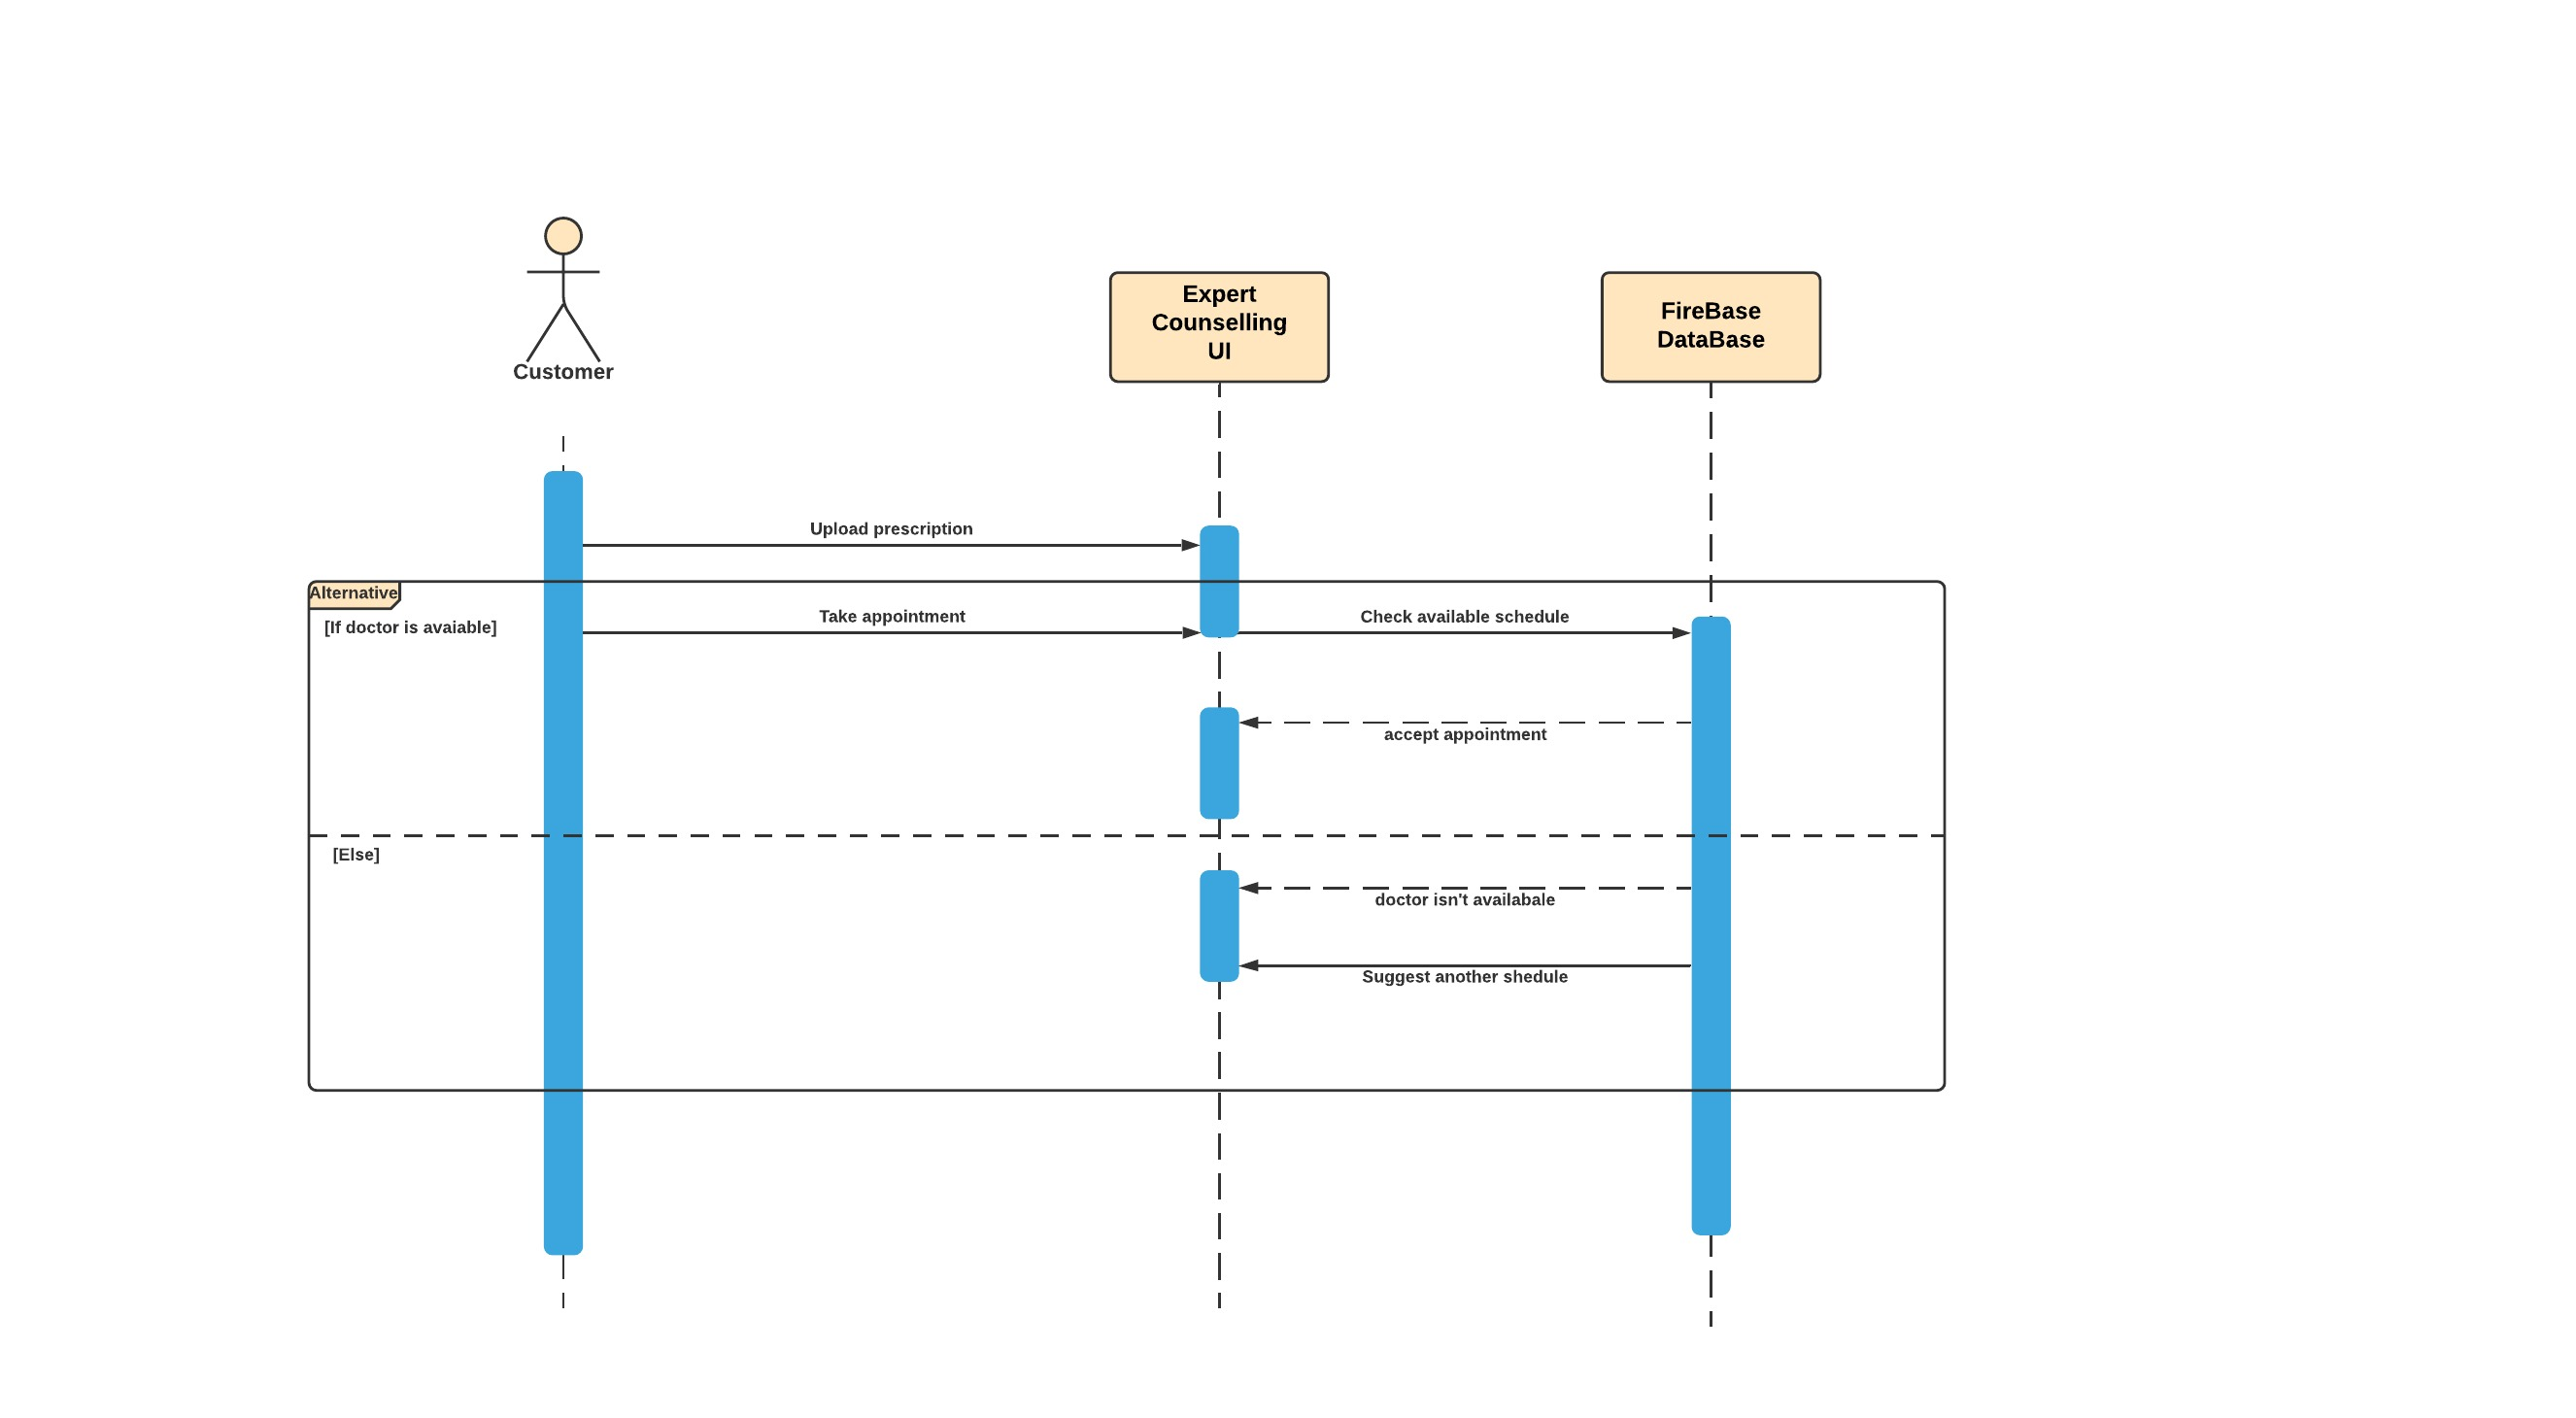 Customer
Expert
Counselling
UI
FireBase
DataBase
Upload prescription
Alternative
[If doctor is avaiable]
Take appointment
Check available schedule
accept appointment
[Else]
doctor isn't availabale
Suggest another shedule